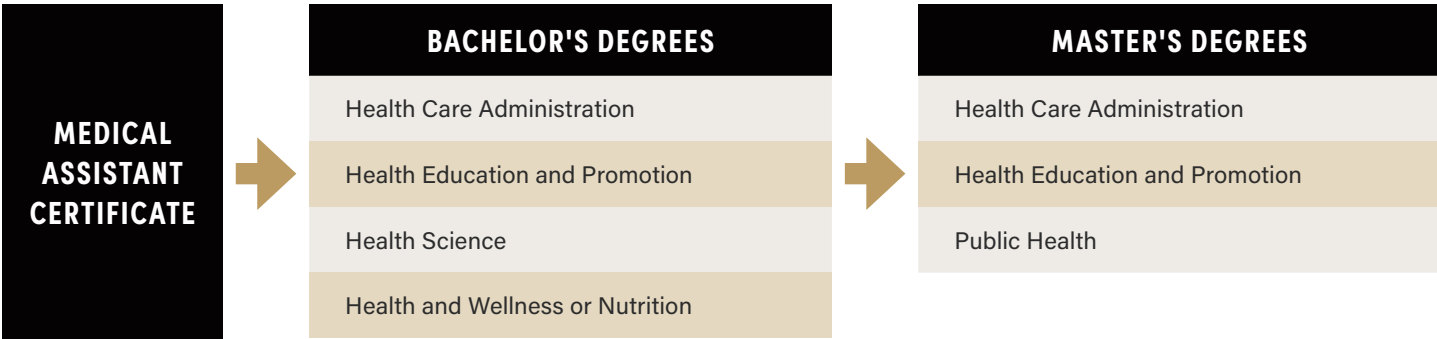 MEDICAL
ASSISTANT
CERTIFICATE
BACHELOR'S DEGREES
Health Care Administration
Health Education and Promotion
Health Science
Health and Wellness or Nutrition
MASTER'S DEGREES
Health Care Administration
Health Education and Promotion
Public Health